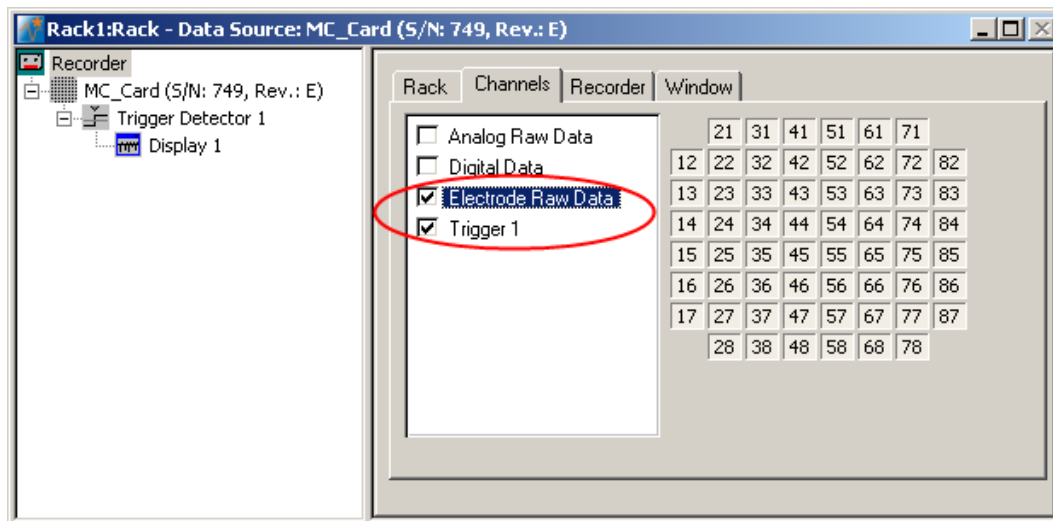 Rack1:Rack - Data Source: MC_Card (S/N: 749, Rev.: E)
Recorder
MC_Card (S/N: 749, Rev.: E)
Trigger Detector 1
Display 1
Rack Channels Recorder Window
Analog Raw Data
Digital Data
Electrode Raw Data
Trigger 1
21 31 41 51 61 71
12 22 32 42 52 62 72 82
13 23 33 43 53 63 73 83
14 24 34 44 54 64 74 84
15 25 35 45 55 65 75 85
16 26 36 46 56 66 76 86
17 27 37 47 57 67 77 87
28 38 48 58 68 78